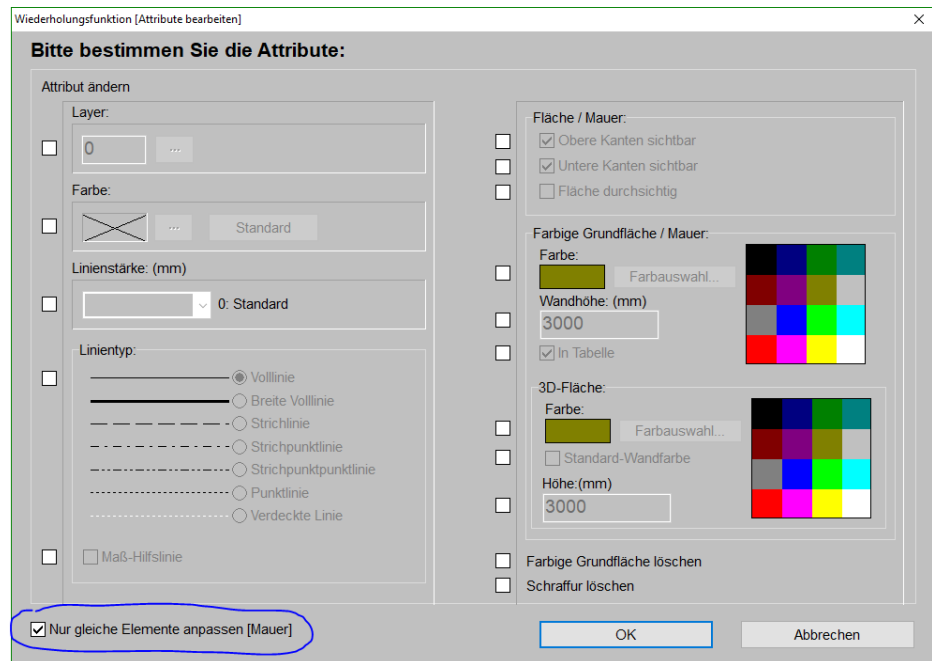 Wiederholungsfunktion [Attribute bearbeiten]
Bitte bestimmen Sie die Attribute:
Attribut ändern
Layer:
0
...
Farbe:
...
Standard
Linienstärke: (mm)
0: Standard
Linientyp:
Volllinie
Breite Volllinie
Strichlinie
Strichpunktlinie
Strichpunktpunktlinie
Punktlinie
Verdeckte Linie
Maß-Hilfslinie
Fläche / Mauer:
Obere Kanten sichtbar
Untere Kanten sichtbar
Fläche durchsichtig
Farbige Grundfläche / Mauer:
Farbe:
Farbauswahl...
Wandhöhe: (mm)
3000
In Tabelle
3D-Fläche:
Farbe:
Farbauswahl...
Standard-Wandfarbe
Höhe:(mm)
3000
Farbige Grundfläche löschen
Schraffur löschen
Nur gleiche Elemente anpassen [Mauer]
OK
Abbrechen